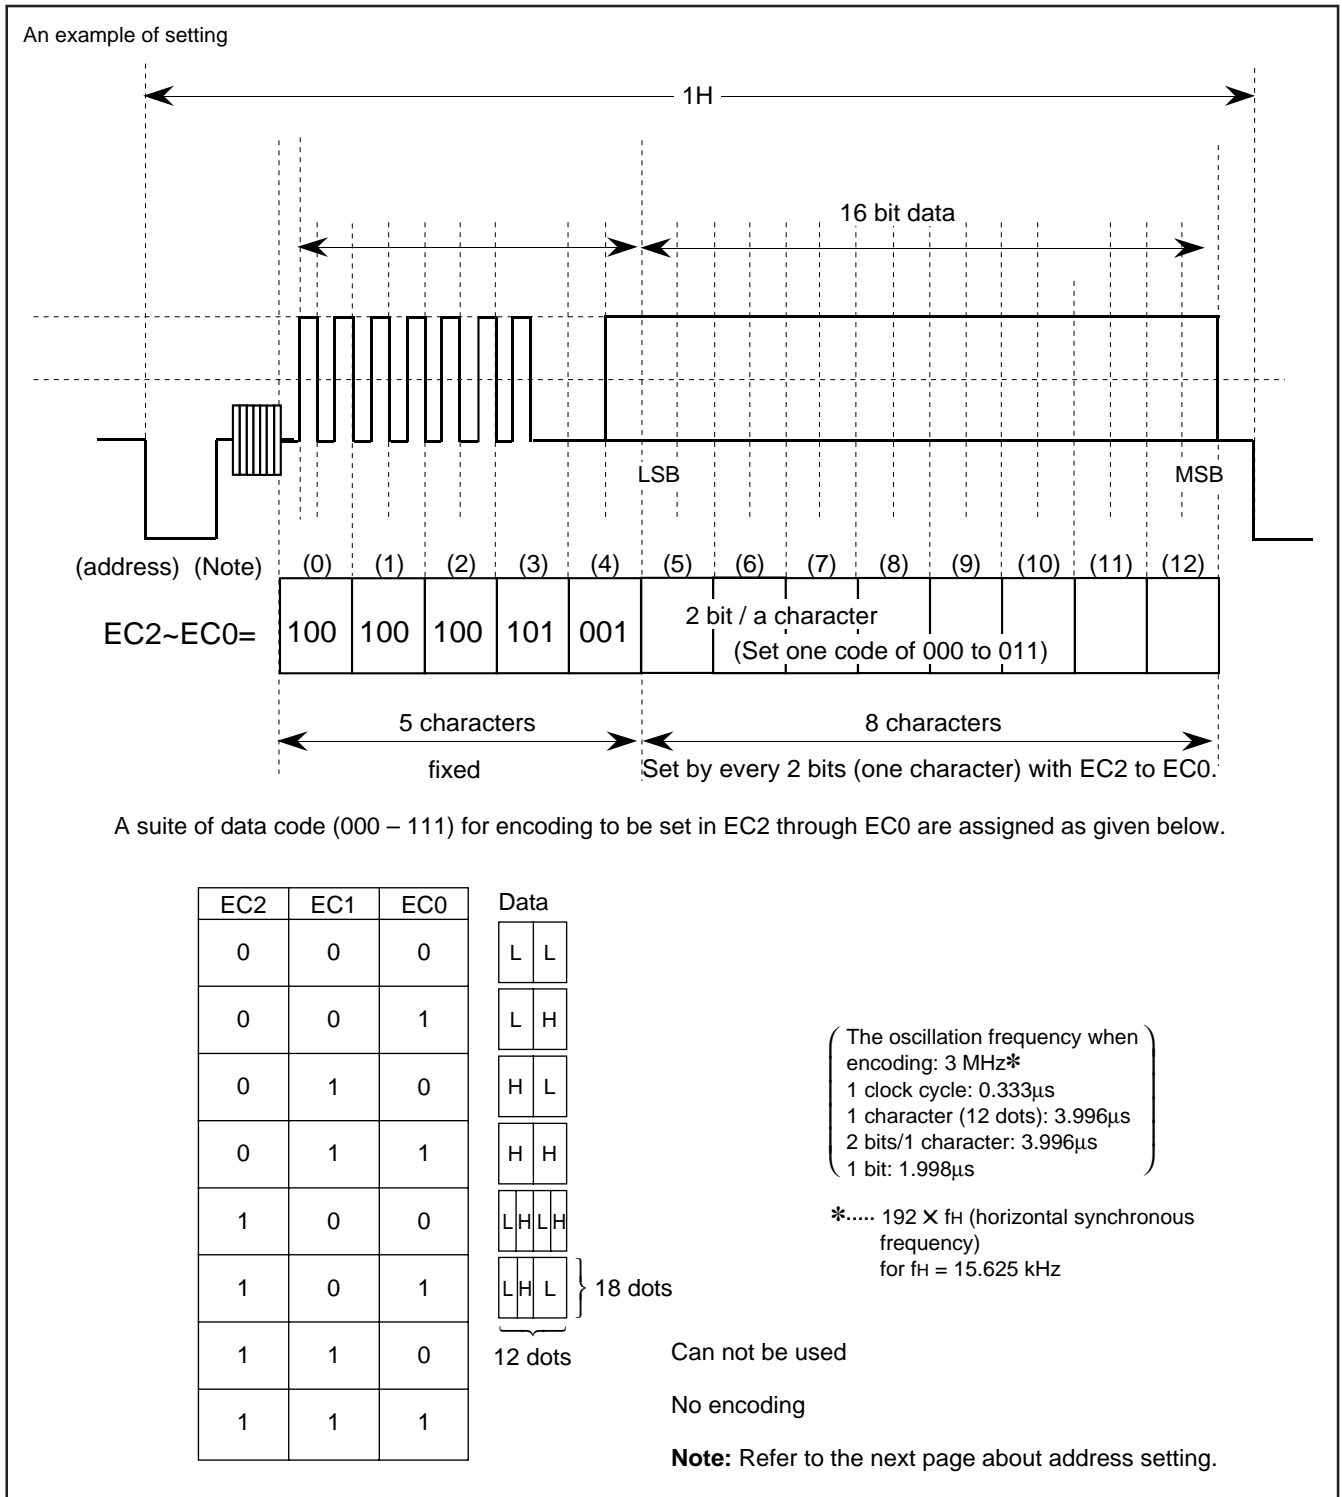 An example of setting
1H
16 bit data
LSB
MSB
(address) (Note) (0) (1) (2) (3) (4) (5) (6) (7) (8) (9) (10) (11) (12)
EC2~EC0= 100 100 100 101 001
2 bit / a character
(Set one code of 000 to 011)
5 characters
8 characters
fixed
Set by every 2 bits (one character) with EC2 to EC0.
A suite of data code (000 – 111) for encoding to be set in EC2 through EC0 are assigned as given below.
EC2 EC1 EC0 Data
0 0 0 L L
0 0 1 L H
0 1 0 H L
0 1 1 H H
1 0 0 L H L H
1 0 1 L H L
18 dots
1 1 0
12 dots
Can not be used
1 1 1
No encoding
The oscillation frequency when
encoding: 3 MHz✻
1 clock cycle: 0.333µs
1 character (12 dots): 3.996µs
2 bits/1 character: 3.996µs
1 bit: 1.998µs
✻····· 192 ✕ fH (horizontal synchronous
frequency)
for fH = 15.625 kHz
Note: Refer to the next page about address setting.